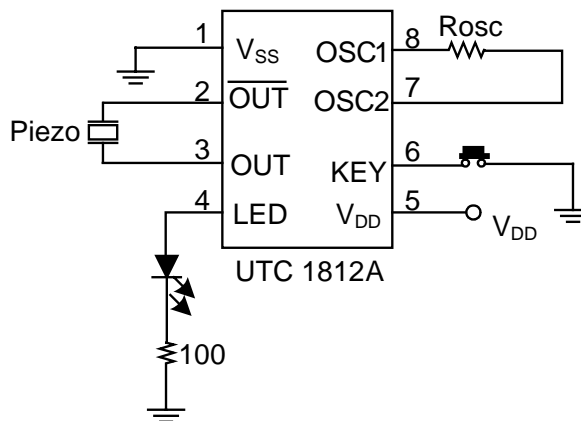 1
V_SS
OSC1
8
Rosc
2
O̅U̅T̅
OSC2
7
Piezo
3
OUT
KEY
6
4
LED
V_DD
5
V_DD
UTC 1812A
100